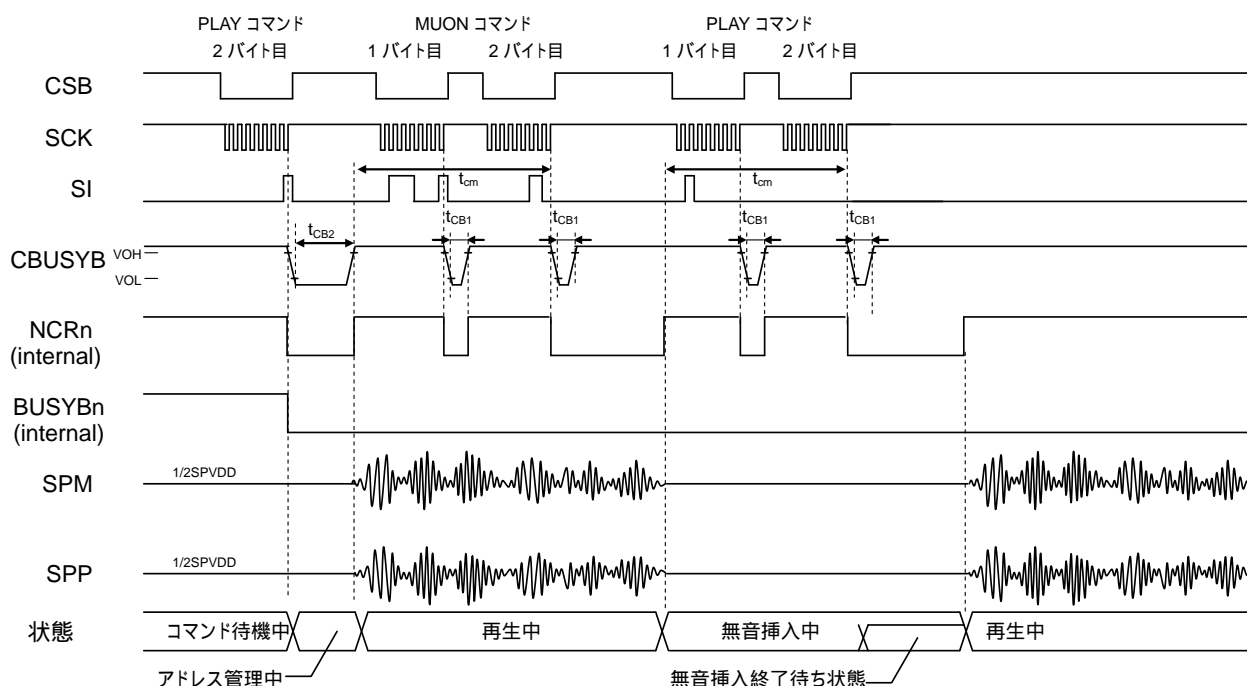 PLAY コマンド MUON コマンド PLAY コマンド
2 バイト目 1 バイト目 2 バイト目 1 バイト目 2 バイト目
CSB
SCK
SI
tcm tcm
tCB2 tCB1 tCB1 tCB1 tCB1
CBUSYB VOH
VOL
NCRn
(internal)
BUSYBn
(internal)
SPM 1/2SPVDD
SPP 1/2SPVDD
状態 コマンド待機中 再生中 無音挿入中 再生中
アドレス管理中 無音挿入終了待ち状態